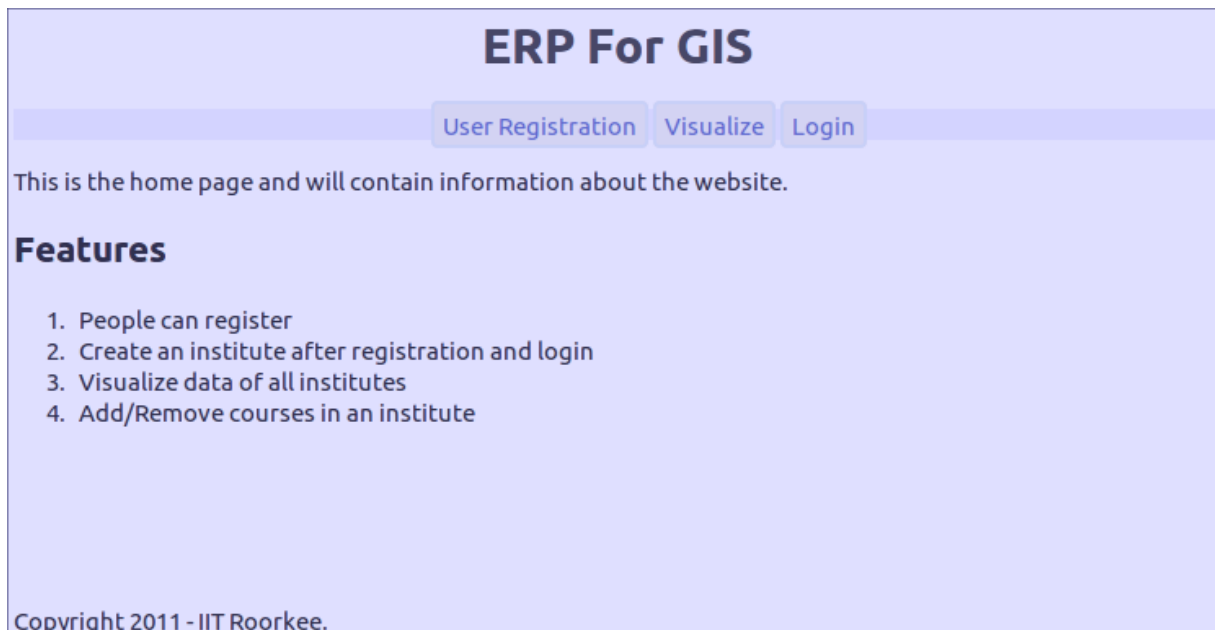 ERP For GIS
User Registration Visualize Login
This is the home page and will contain information about the website.
Features
1. People can register
2. Create an institute after registration and login
3. Visualize data of all institutes
4. Add/Remove courses in an institute
Copyright 2011 - IIT Roorkee.